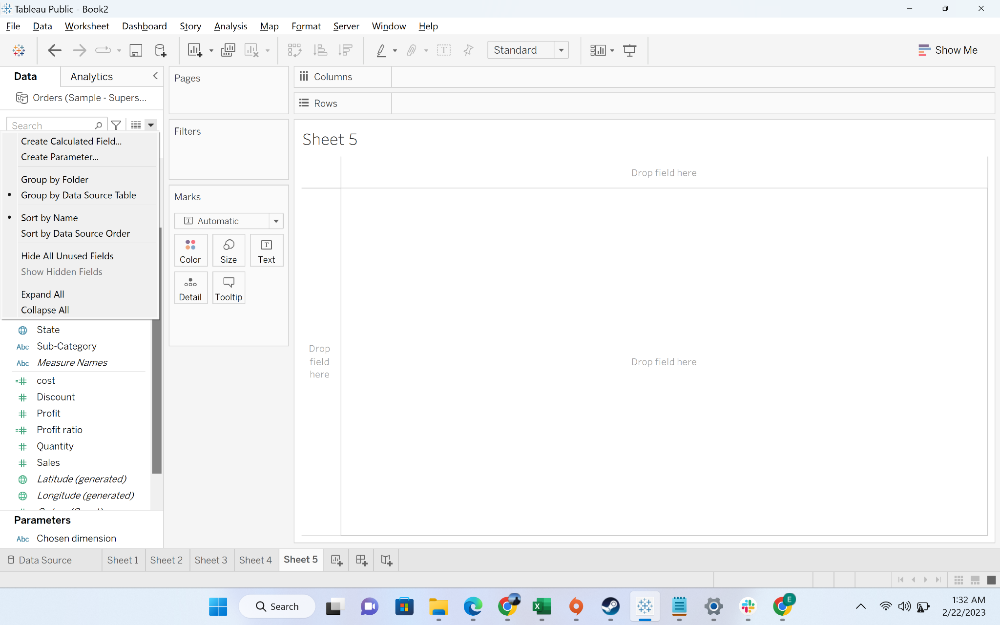 Tableau Public - Book2
File Data Worksheet Dashboard Story Analysis Map Format Server Window Help
Standard
Show Me
Data
Analytics
Orders (Sample - Supers...
Search
Create Calculated Field...
Create Parameter...
Group by Folder
• Group by Data Source Table
• Sort by Name
Sort by Data Source Order
Hide All Unused Fields
Show Hidden Fields
Expand All
Collapse All
State
Abc Sub-Category
Abc Measure Names
=# cost
# Discount
# Profit
=# Profit ratio
# Quantity
# Sales
Latitude (generated)
Longitude (generated)
Parameters
Abc Chosen dimension
Pages
Filters
Marks
T Automatic
Color
Size
T
Text
Detail
Tooltip
Columns
Rows
Sheet 5
Drop field here
Drop
field
here
Drop field here
Data Source
Sheet 1
Sheet 2
Sheet 3
Sheet 4
Sheet 5
Search
X
E
1:32 AM
2/22/2023